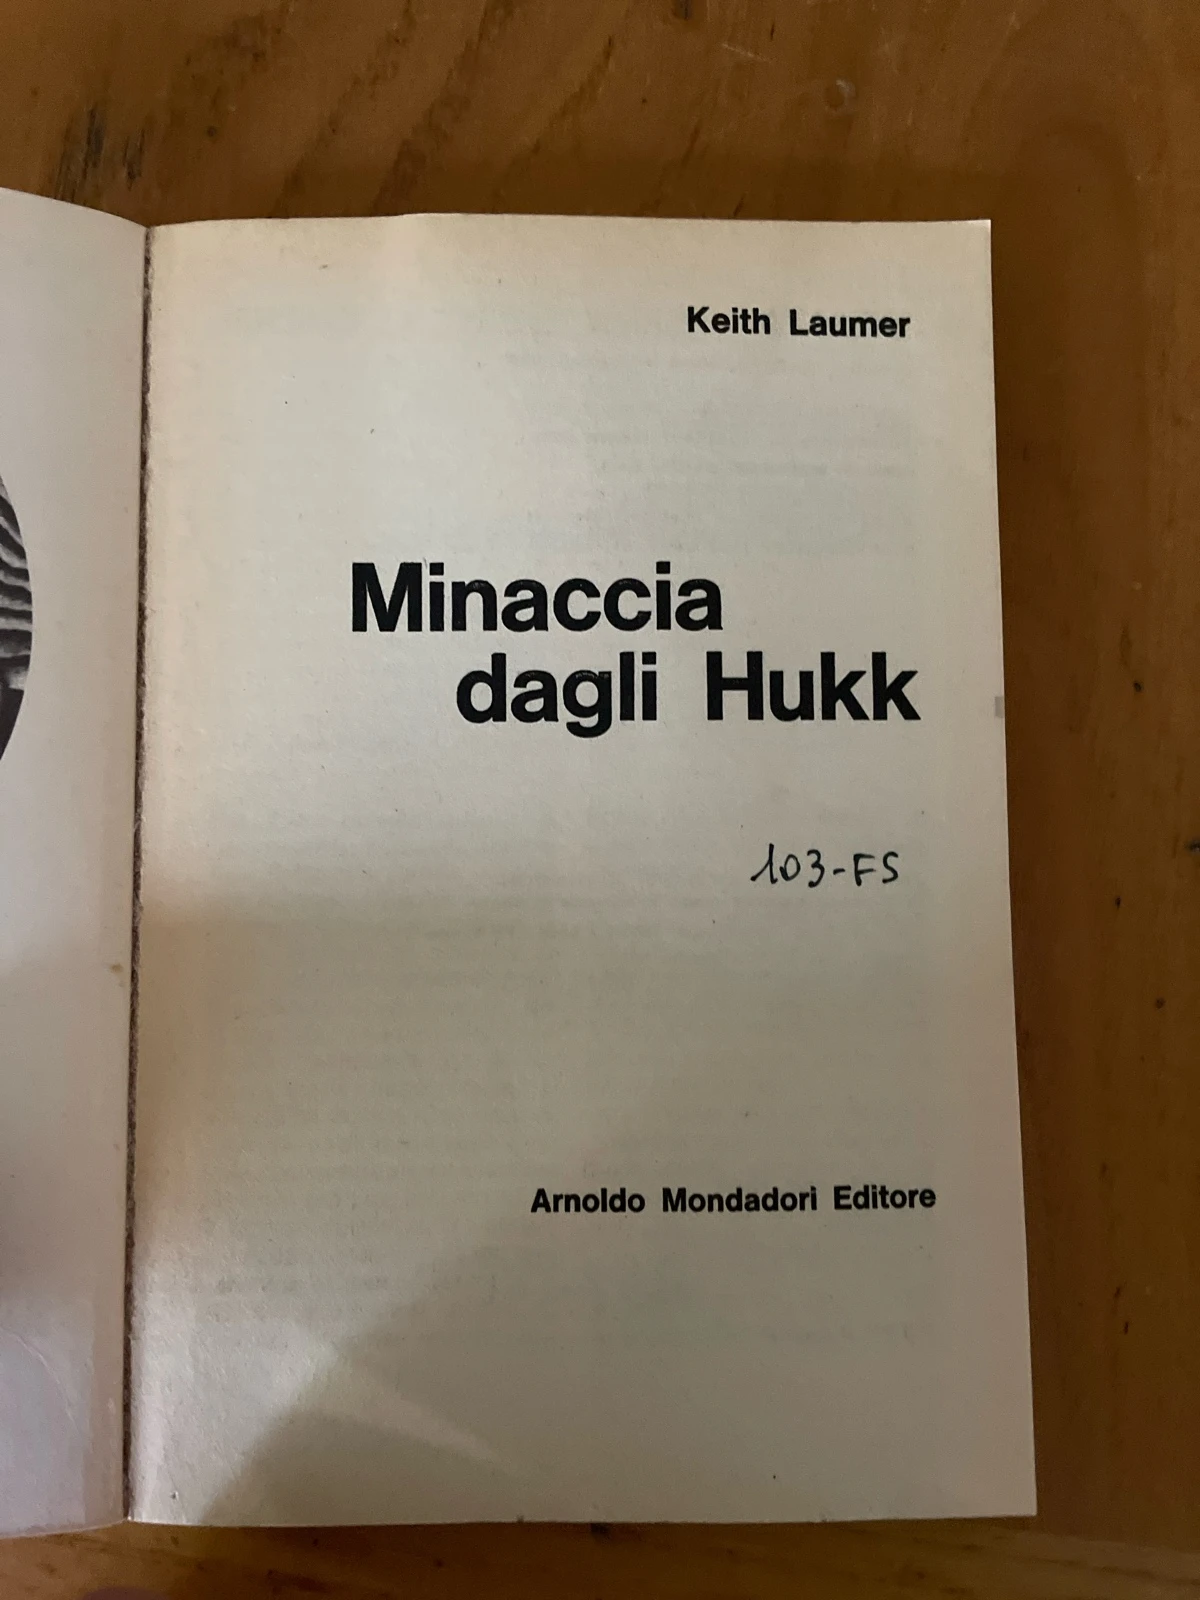 Keith Laumer
Minaccia
dagli Hukk
103-FS
Arnoldo Mondadori Editore